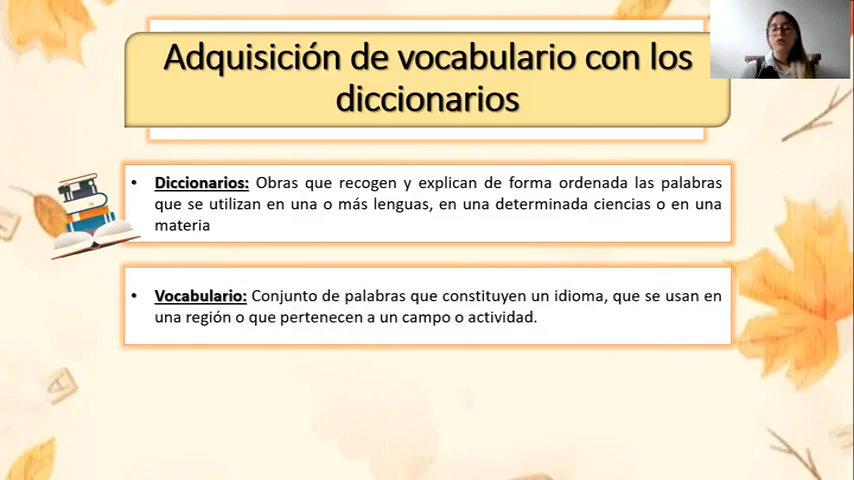 Adquisición de vocabulario con los
diccionarios
• Diccionarios: Obras que recogen y explican de forma ordenada las palabras
que se utilizan en una o más lenguas, en una determinada ciencias o en una
materia
• Vocabulario: Conjunto de palabras que constituyen un idioma, que se usan en
una región o que pertenecen a un campo o actividad.
A